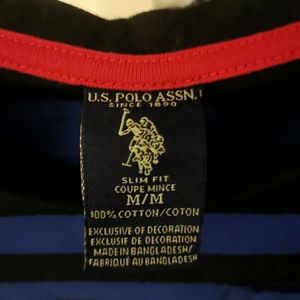 U.S. POLO ASSN.
SINCE 1890
SLIM FIT
COUPE MINCE
M/M
100% COTTON/COTON
EXCLUSIVE OF DECORATION
EXCLUSIF DE DECORATION
MADE IN BANGLADESH/
FABRIQUÉ AU BANGLADESH